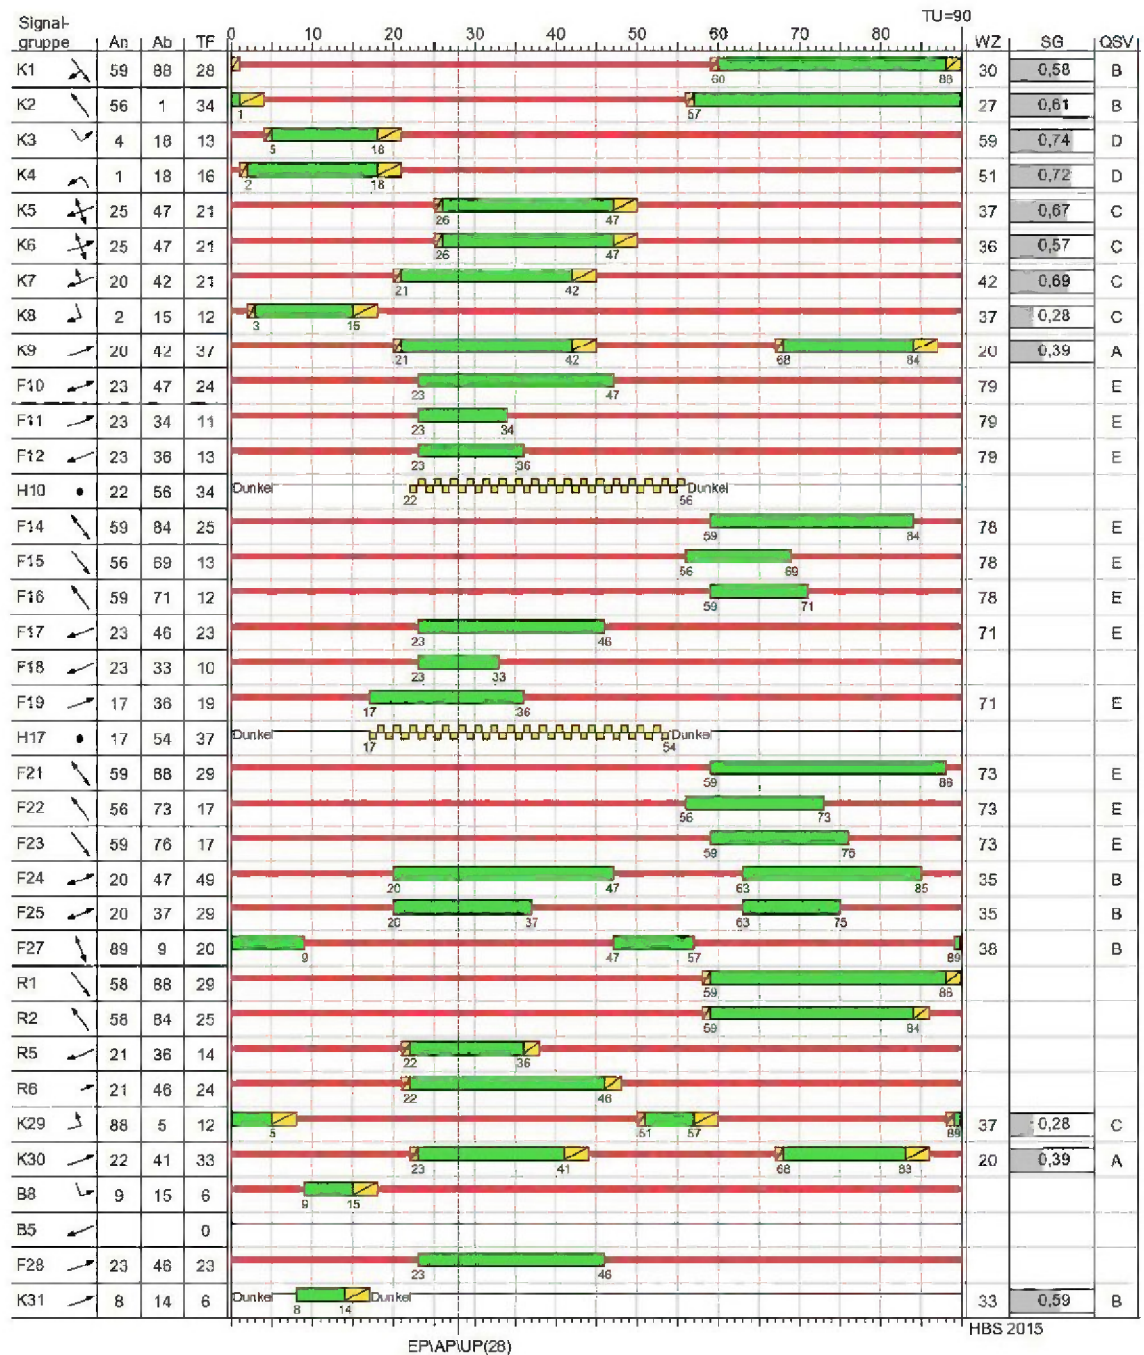 TU=90
Signal-
gruppe An Ab TF 0 10 20 30 40 50 60 70 80 WZ SG QSV
K1 59 88 28 60 88 30 0,58 B
K2 56 1 34 1 57 27 0,61 B
K3 4 18 13 5 18 59 0,74 D
K4 1 18 16 2 18 51 0,72 D
K5 25 47 21 26 47 37 0,67 C
K6 25 47 21 26 47 36 0,57 C
K7 20 42 21 21 42 42 0,69 C
K8 2 15 12 3 15 37 0,28 C
K9 20 42 37 21 42 68 84 20 0,39 A
F10 23 47 24 23 47 79 E
F11 23 34 11 23 34 79 E
F12 23 36 13 23 36 79 E
H10 22 56 34 Dunkel 22 56 Dunkel
F14 59 84 25 59 84 78 E
F15 56 69 13 56 69 78 E
F16 59 71 12 59 71 78 E
F17 23 46 23 23 46 71 E
F18 23 33 10 23 33
F19 17 36 19 17 36 71 E
H17 17 54 37 Dunkel 17 54 Dunkel
F21 59 88 29 59 88 73 E
F22 56 73 17 56 73 73 E
F23 59 76 17 59 76 73 E
F24 20 47 49 20 47 63 85 35 B
F25 20 37 29 20 37 63 75 35 B
F27 89 9 20 9 47 57 89 38 B
R1 58 88 29 59 88
R2 58 84 25 59 84
R5 21 36 14 22 36
R6 21 46 24 22 46
K29 88 5 12 5 51 57 89 37 0,28 C
K30 22 41 33 23 41 68 83 20 0,39 A
B8 9 15 6 9 15
B5 0
F28 23 46 23 23 46
K31 8 14 6 Dunkel 8 14 Dunkel 33 0,59 B
0 10 20 30 40 50 60 70 80 HBS 2015
EP\AP\UP(28)